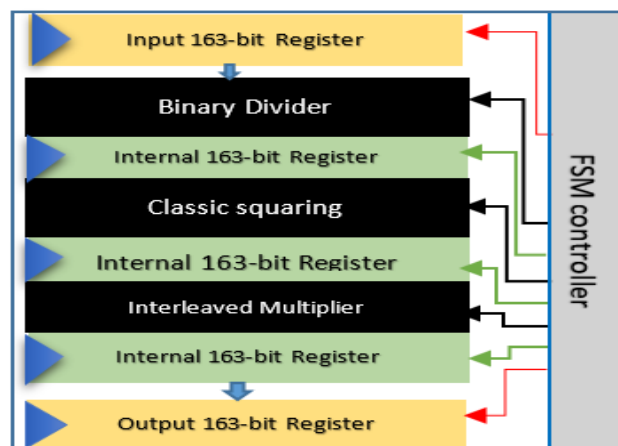 Input 163-bit Register
Binary Divider
Internal 163-bit Register
Classic squaring
Internal 163-bit Register
Interleaved Multiplier
Internal 163-bit Register
Output 163-bit Register
FSM controller